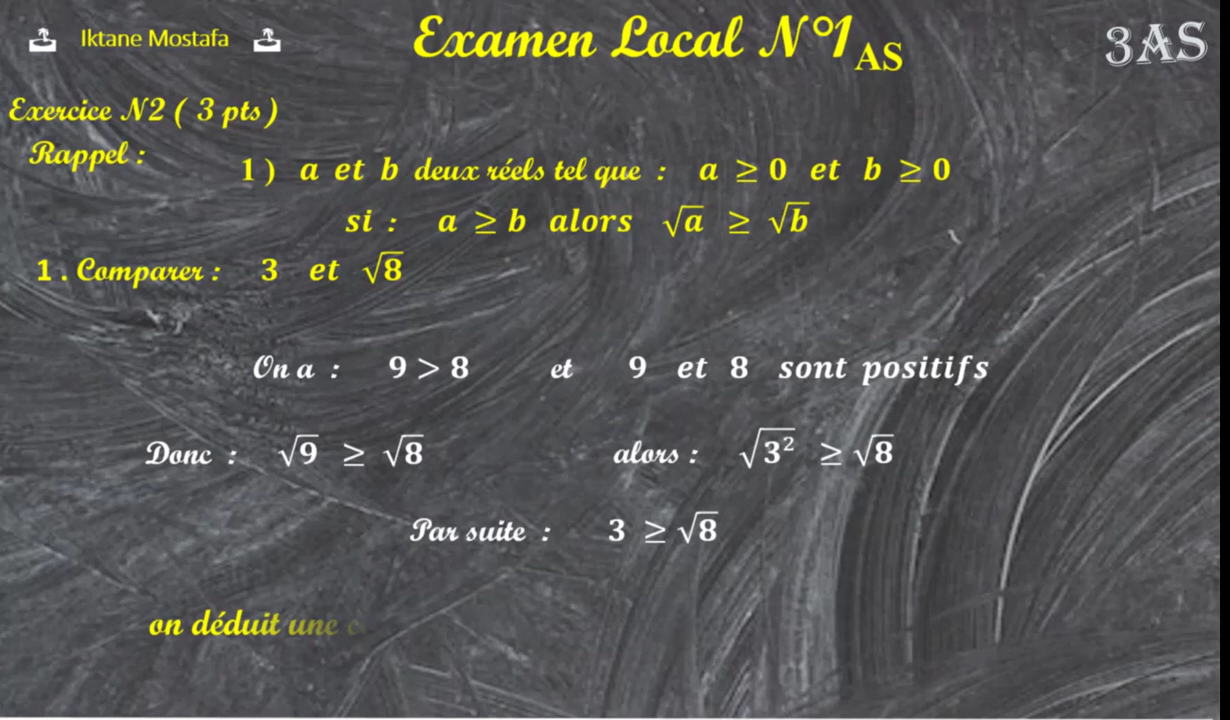 Iktane Mostafa
Examen Local N°1 AS
3AS
Exercice N2 ( 3 pts )
Rappel :
1 ) a et b deux réels tel que : a ≥ 0 et b ≥ 0
si : a ≥ b alors √a ≥ √b
1 . Comparer : 3 et √8
On a : 9 > 8 et 9 et 8 sont positifs
Donc : √9 ≥ √8 alors : √3² ≥ √8
Par suite : 3 ≥ √8
on déduit une